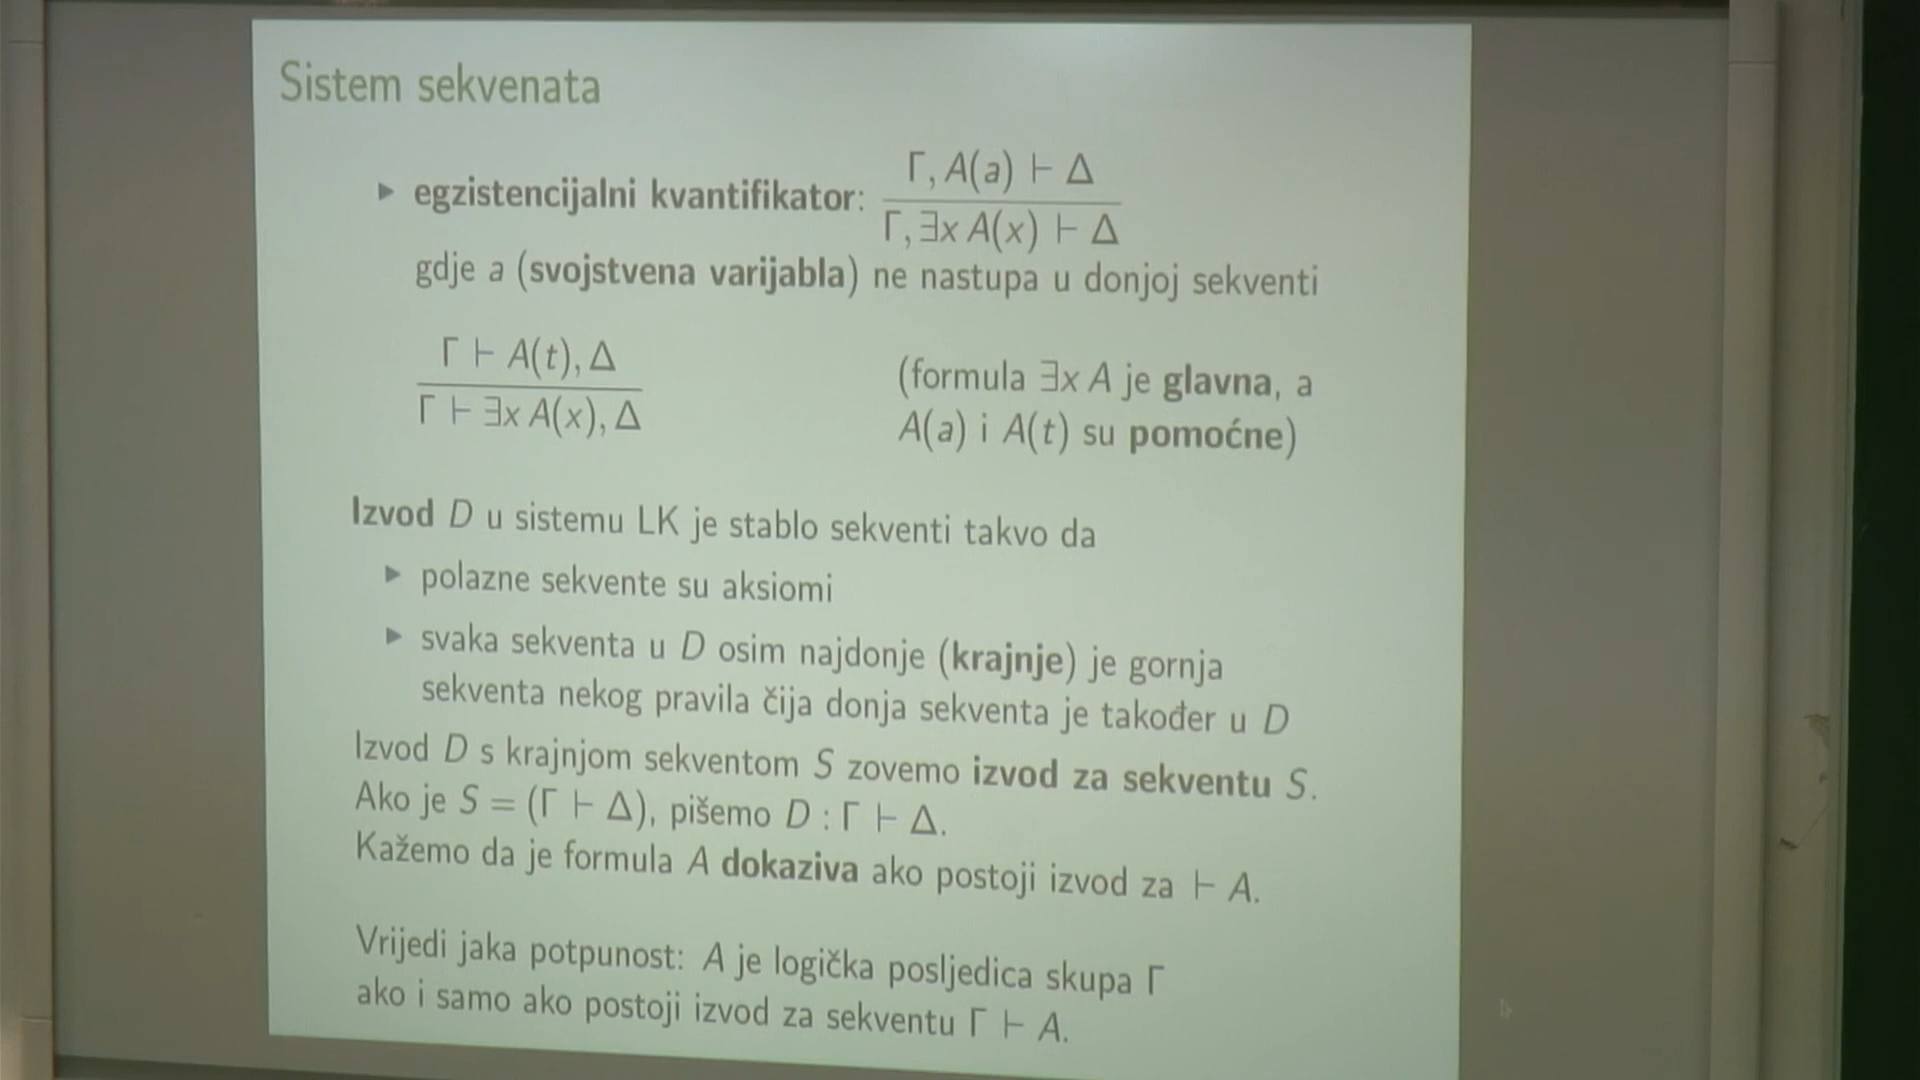 Sistem sekvenata
▶ egzistencijalni kvantifikator: Γ, A(a) ⊢ Δ
Γ, ∃x A(x) ⊢ Δ
gdje a (svojstvena varijabla) ne nastupa u donjoj sekventi
Γ ⊢ A(t), Δ
Γ ⊢ ∃x A(x), Δ
(formula ∃x A je glavna, a
A(a) i A(t) su pomoćne)
Izvod D u sistemu LK je stablo sekventi takvo da
▶ polazne sekvente su aksiomi
▶ svaka sekventa u D osim najdonje (krajnje) je gornja
sekventa nekog pravila čija donja sekventa je također u D
Izvod D s krajnjom sekventom S zovemo izvod za sekventu S.
Ako je S = (Γ ⊢ Δ), pišemo D : Γ ⊢ Δ.
Kažemo da je formula A dokaziva ako postoji izvod za ⊢ A.
Vrijedi jaka potpunost: A je logička posljedica skupa Γ
ako i samo ako postoji izvod za sekventu Γ ⊢ A.